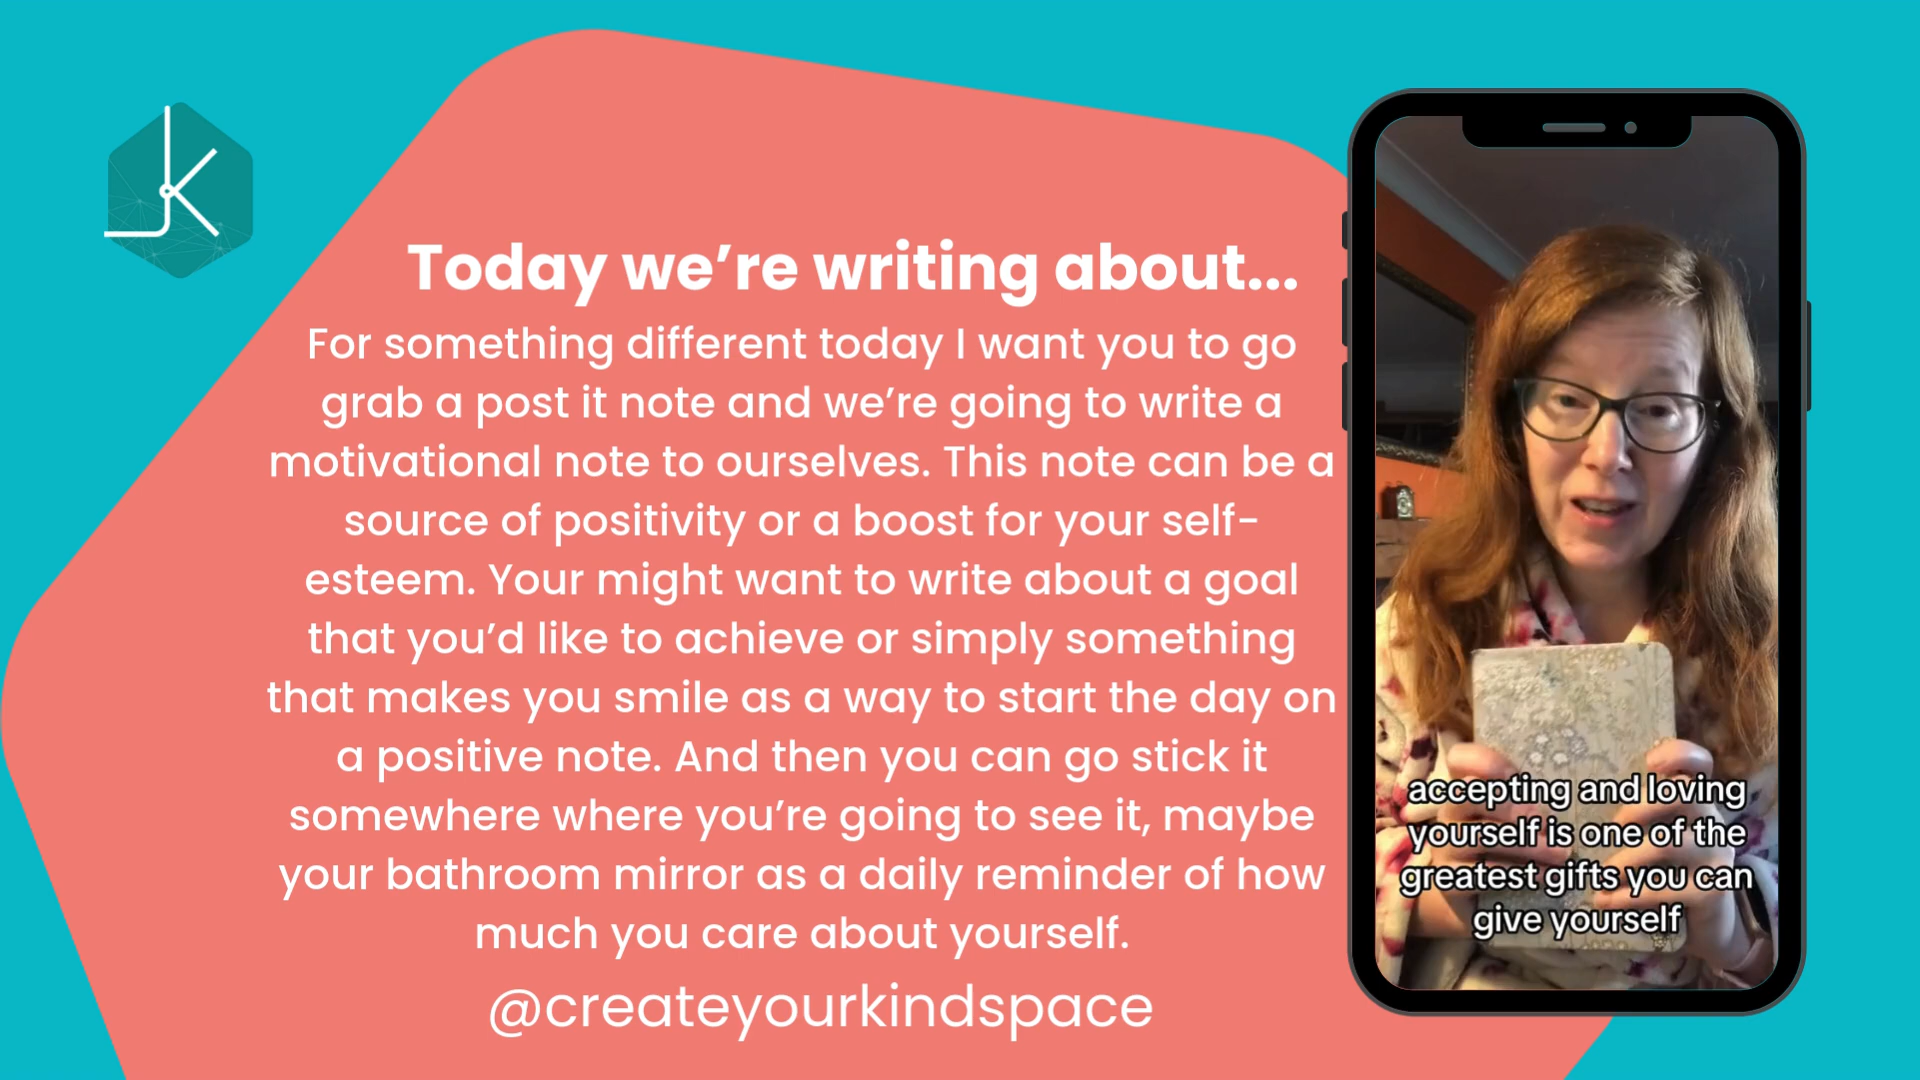 JK
Today we’re writing about...
For something different today I want you to go
grab a post it note and we’re going to write a
motivational note to ourselves. This note can be a
source of positivity or a boost for your self-
esteem. Your might want to write about a goal
that you’d like to achieve or simply something
that makes you smile as a way to start the day on
a positive note. And then you can go stick it
somewhere where you’re going to see it, maybe
your bathroom mirror as a daily reminder of how
much you care about yourself.
@createyourkindspace
accepting and loving
yourself is one of the
greatest gifts you can
give yourself